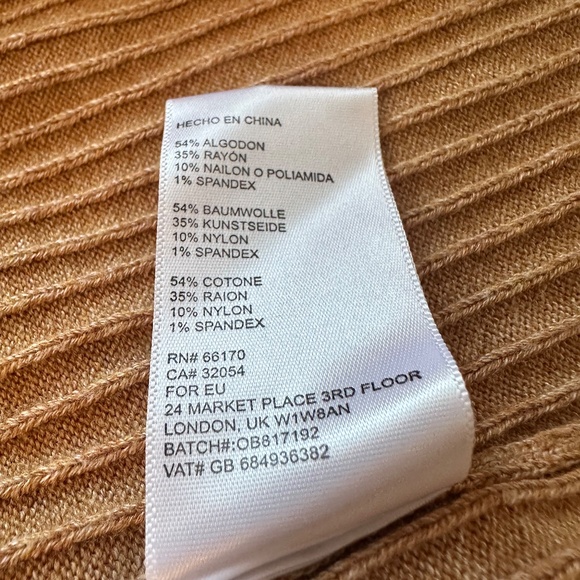 HECHO EN CHINA
54% ALGODON
35% RAYÓN
10% NAILON O POLIAMIDA
1% SPANDEX
54% BAUMWOLLE
35% KUNSTSEIDE
10% NYLON
1% SPANDEX
54% COTONE
35% RAION
10% NYLON
1% SPANDEX
RN# 66170
CA# 32054
FOR EU
24 MARKET PLACE 3RD FLOOR
LONDON, UK W1W8AN
BATCH#:OB817192
VAT# GB 684936382